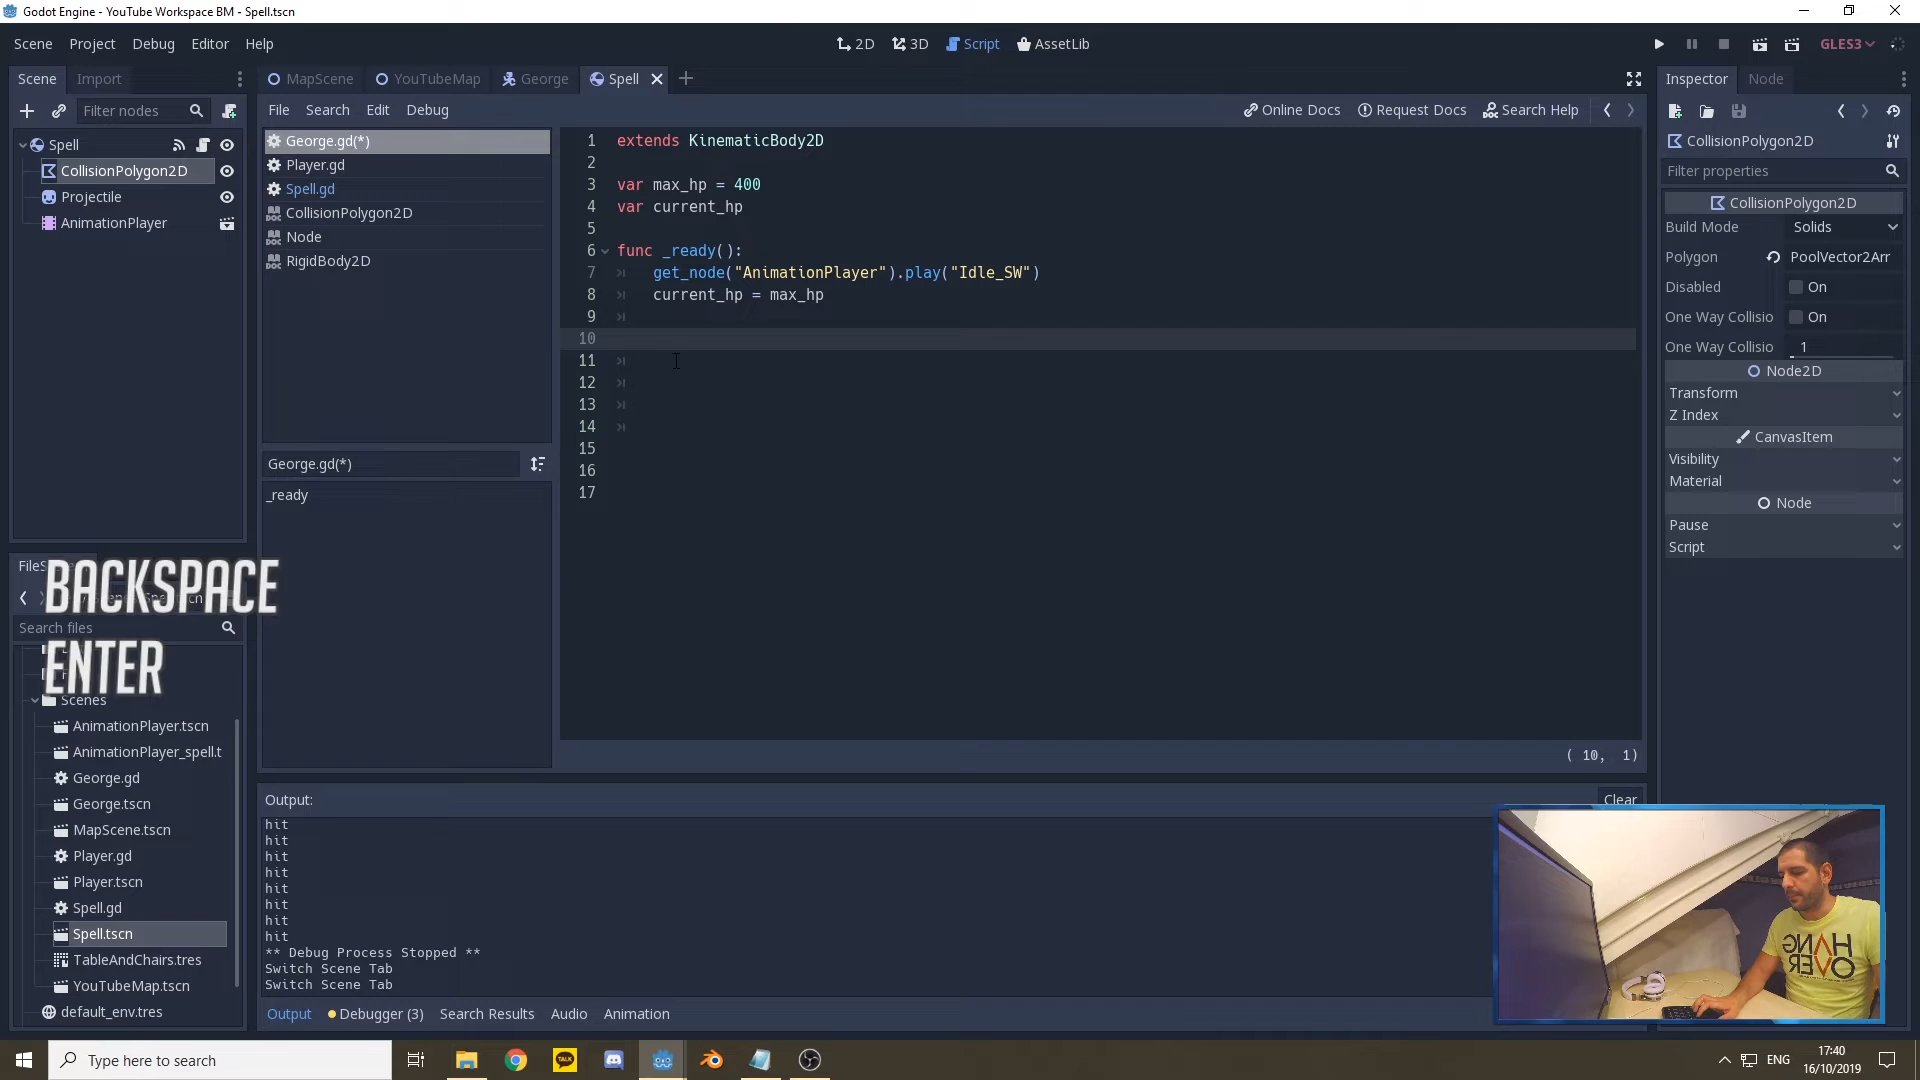 Godot Engine - YouTube Workspace BM - Spell.tscn
Scene Project Debug Editor Help
2D 3D Script AssetLib
GLES3
Scene Import
MapScene YouTubeMap George Spell
Inspector Node
Filter nodes
File Search Edit Debug
Online Docs Request Docs Search Help
Spell
CollisionPolygon2D
Projectile
AnimationPlayer
George.gd(*)
Player.gd
Spell.gd
CollisionPolygon2D
Node
RigidBody2D
George.gd(*)
_ready
1 extends KinematicBody2D
2
3 var max_hp = 400
4 var current_hp
5
6 func _ready():
7 get_node("AnimationPlayer").play("Idle_SW")
8 current_hp = max_hp
9
10
11
12
13
14
15
16
17
( 10, 1)
CollisionPolygon2D
Filter properties
CollisionPolygon2D
Build Mode Solids
Polygon PoolVector2Arr
Disabled On
One Way Collisio On
One Way Collisio 1
Node2D
Transform
Z Index
CanvasItem
Visibility
Material
Node
Pause
Script
BACKSPACE
ENTER
Search files
Scenes
AnimationPlayer.tscn
AnimationPlayer_spell.t
George.gd
George.tscn
MapScene.tscn
Player.gd
Player.tscn
Spell.gd
Spell.tscn
TableAndChairs.tres
YouTubeMap.tscn
default_env.tres
Output:
Clear
hit
hit
hit
hit
hit
hit
hit
hit
** Debug Process Stopped **
Switch Scene Tab
Switch Scene Tab
Output Debugger (3) Search Results Audio Animation
HANG
OVER
Type here to search
TALK
ENG
17:40
16/10/2019